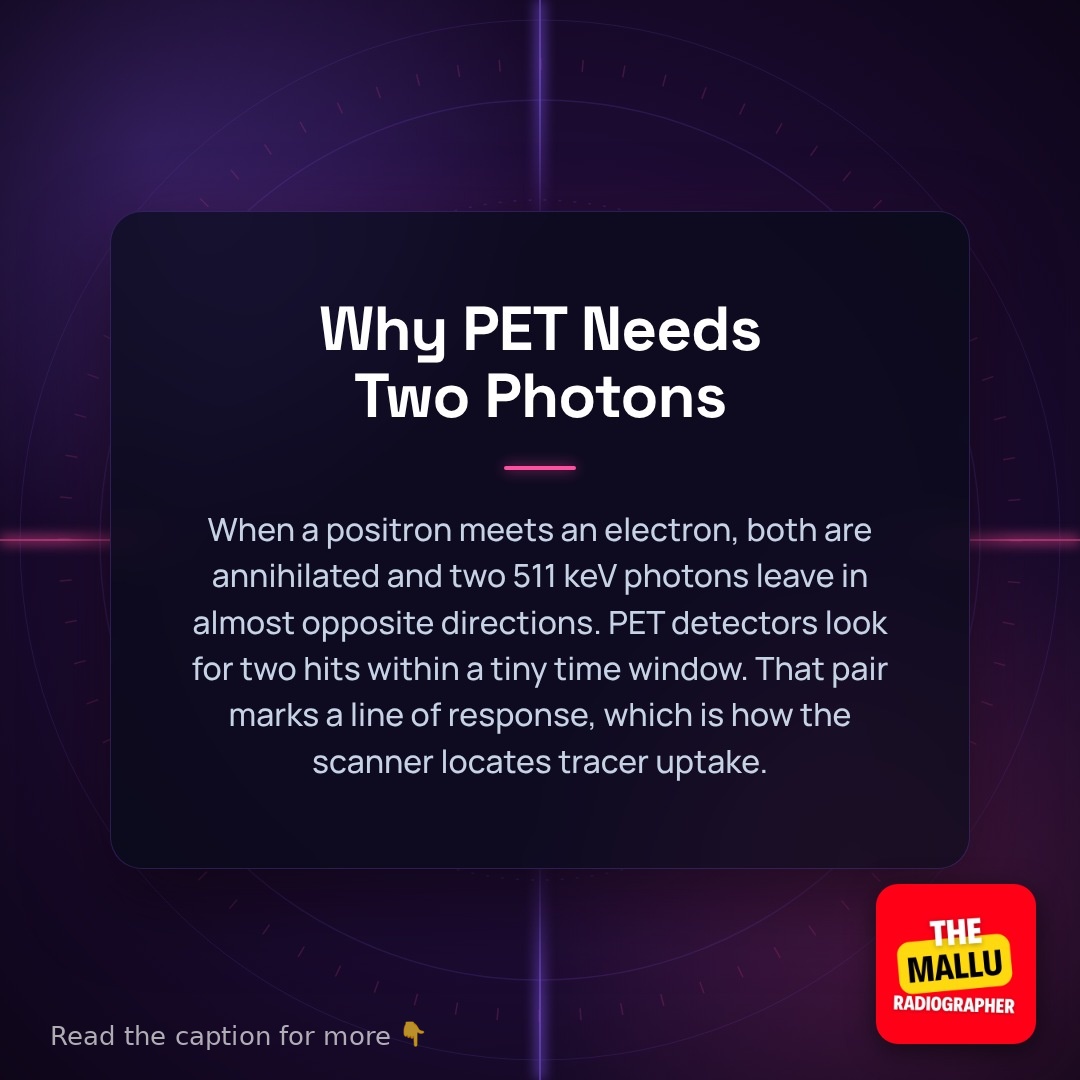 Why PET Needs
Two Photons
When a positron meets an electron, both are
annihilated and two 511 keV photons leave in
almost opposite directions. PET detectors look
for two hits within a tiny time window. That pair
marks a line of response, which is how the
scanner locates tracer uptake.
THE
MALLU
RADIOGRAPHER
Read the caption for more 👇